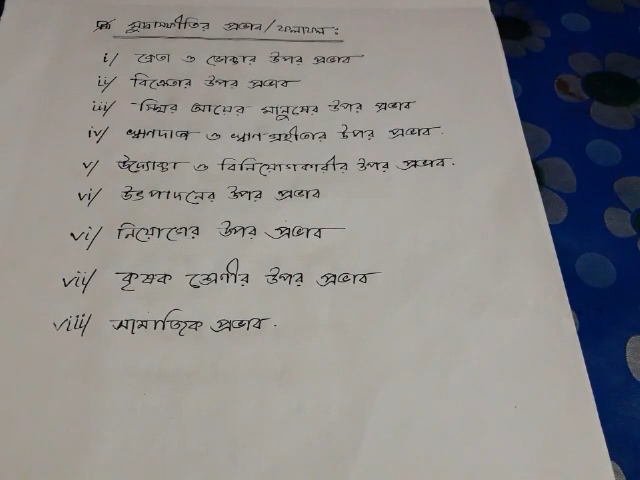 মুদ্রাস্ফীতির প্রভাব/ফলাফল:
i/ ক্রেতা ও ভোক্তার উপর প্রভাব
ii/ বিক্রেতার উপর প্রভাব
iii/ স্থির আয়ের মানুষের উপর প্রভাব
iv/ ঋণদাতা ও ঋণগ্রহীতার উপর প্রভাব.
v/ উদ্যোক্তা ও বিনিয়োগকারীর উপর প্রভাব.
vi/ উৎপাদনের উপর প্রভাব
vi/ নিয়োগের উপর প্রভাব
vii/ কৃষক শ্রেণীর উপর প্রভাব
viii/ সামাজিক প্রভাব.